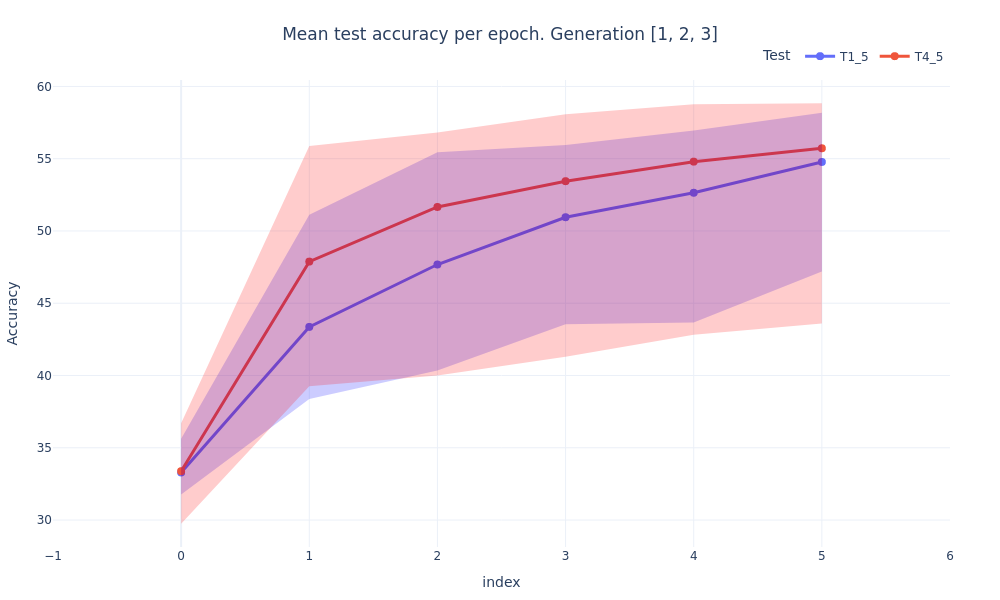 Mean test accuracy per epoch. Generation [1, 2, 3]
Test T1_5 T4_5
Accuracy
60
55
50
45
40
35
30
−1 0 1 2 3 4 5 6
index